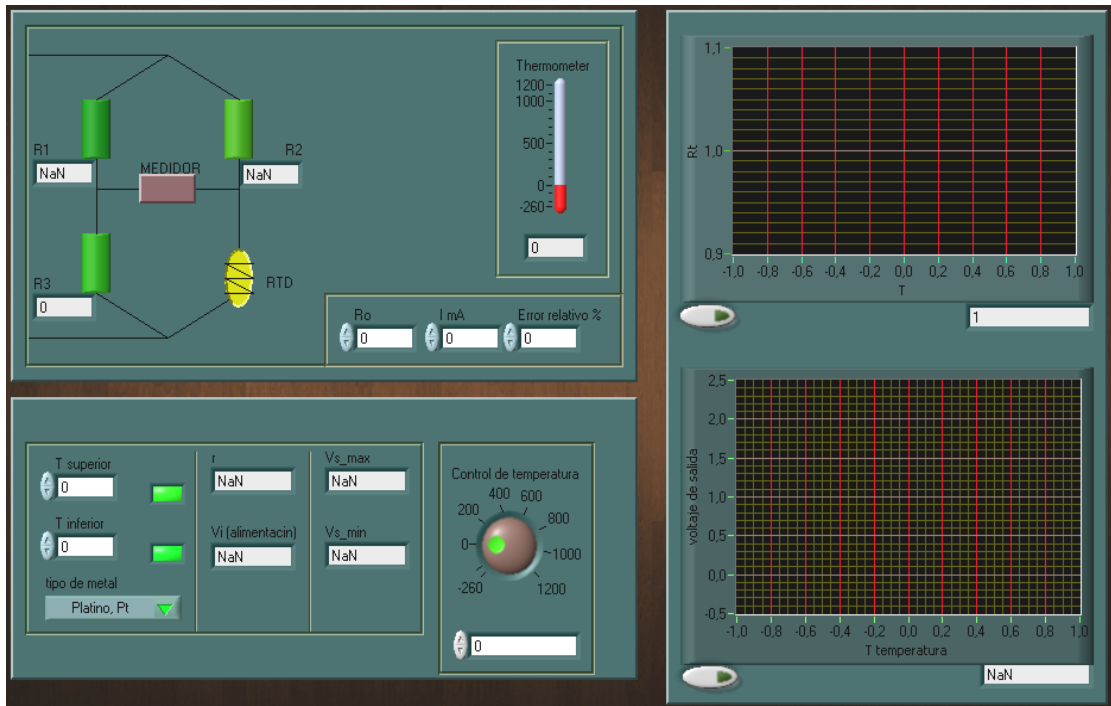 R1
NaN
R2
NaN
MEDIDOR
R3
0
RTD
Thermometer
1200
1000
500
0
-260
0
Ro
0
I mA
0
Error relativo %
0
T superior
0
T inferior
0
tipo de metal
Platino, Pt
r
NaN
Vi (alimentacin)
NaN
Vs_max
NaN
Vs_min
NaN
Control de temperatura
-260
0
200
400
600
800
1000
1200
0
Rt
1,1
1,0
0,9
-1,0 -0,8 -0,6 -0,4 -0,2 0,0 0,2 0,4 0,6 0,8 1,0
T
1
voltaje de salida
2,5
2,0
1,5
1,0
0,5
0,0
-0,5
-1,0 -0,8 -0,6 -0,4 -0,2 0,0 0,2 0,4 0,6 0,8 1,0
T temperatura
NaN